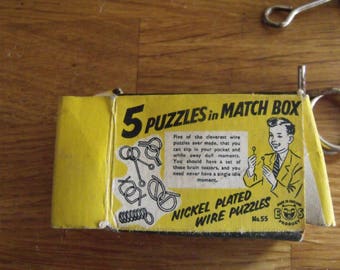 5 PUZZLES in MATCH BOX
Five of the cleverest wire
puzzles ever made, that you
can slip in your pocket and
while away dull moments.
You should have a set of
these brain teasers, and you
need never have a single idle
moment.
NICKEL PLATED
WIRE PUZZLES
No. 55
E S
PRODUCT